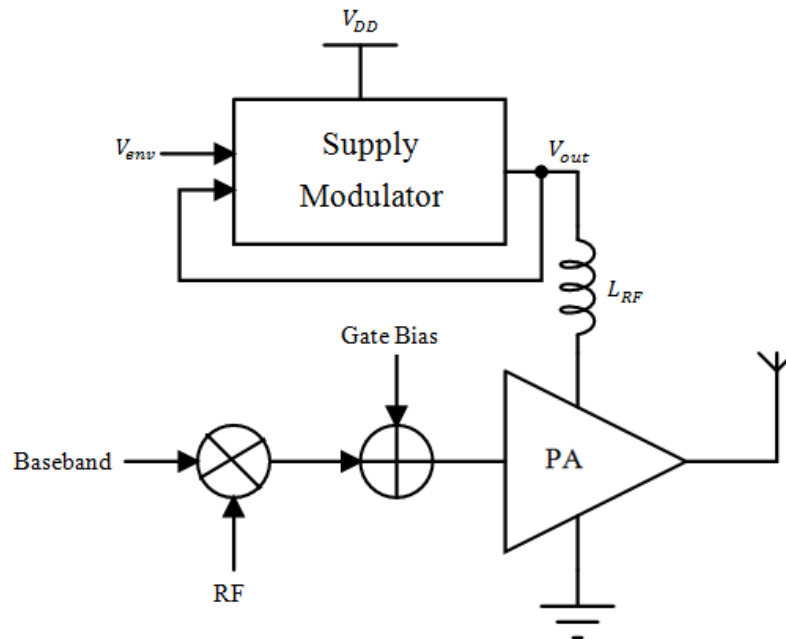 V_DD
V_env
Supply
Modulator
V_out
L_RF
Gate Bias
Baseband
PA
RF